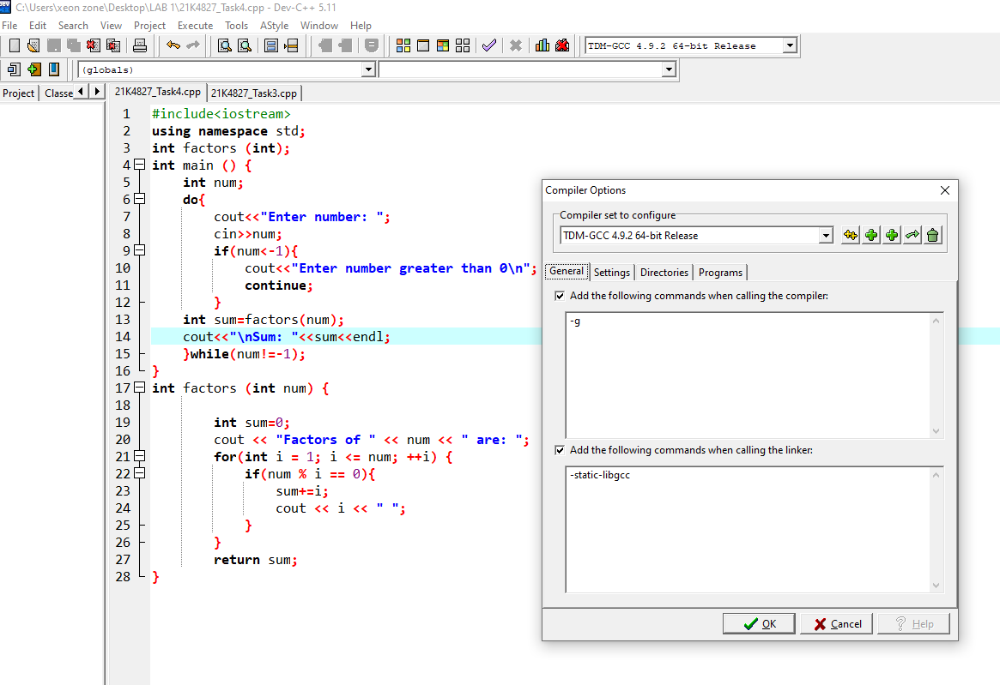 C:\Users\xeon zone\Desktop\LAB 1\21K4827_Task4.cpp - Dev-C++ 5.11
File Edit Search View Project Execute Tools AStyle Window Help
TDM-GCC 4.9.2 64-bit Release
(globals)
Project Classe 21K4827_Task4.cpp 21K4827_Task3.cpp
1 #include<iostream>
2 using namespace std;
3 int factors (int);
4 int main () {
5 int num;
6 do{
7 cout<<"Enter number: ";
8 cin>>num;
9 if(num<-1){
10 cout<<"Enter number greater than 0\n";
11 continue;
12 }
13 int sum=factors(num);
14 cout<<"\nSum: "<<sum<<endl;
15 }while(num!=-1);
16 }
17 int factors (int num) {
18
19 int sum=0;
20 cout << "Factors of " << num << " are: ";
21 for(int i = 1; i <= num; ++i) {
22 if(num % i == 0){
23 sum+=i;
24 cout << i << " ";
25 }
26 }
27 return sum;
28 }
Compiler Options
Compiler set to configure
TDM-GCC 4.9.2 64-bit Release
General Settings Directories Programs
Add the following commands when calling the compiler:
-g
Add the following commands when calling the linker:
-static-libgcc
OK Cancel ? Help